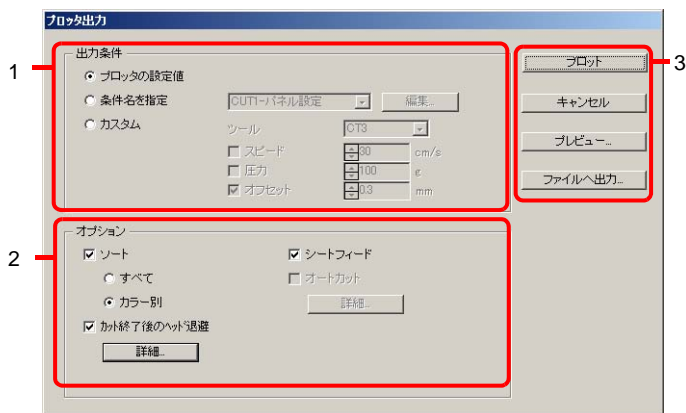 プロッタ出力
1
出力条件
プロッタの設定値
条件名を指定
CUT1-パネル設定
編集...
カスタム
ツール
CT3
スピード
30
cm/s
圧力
100
g
オフセット
0.3
mm
3
プロット
キャンセル
プレビュー...
ファイルへ出力...
2
オプション
ソート
すべて
カラー別
カット終了後のヘッド退避
詳細...
シートフィード
オートカット
詳細...